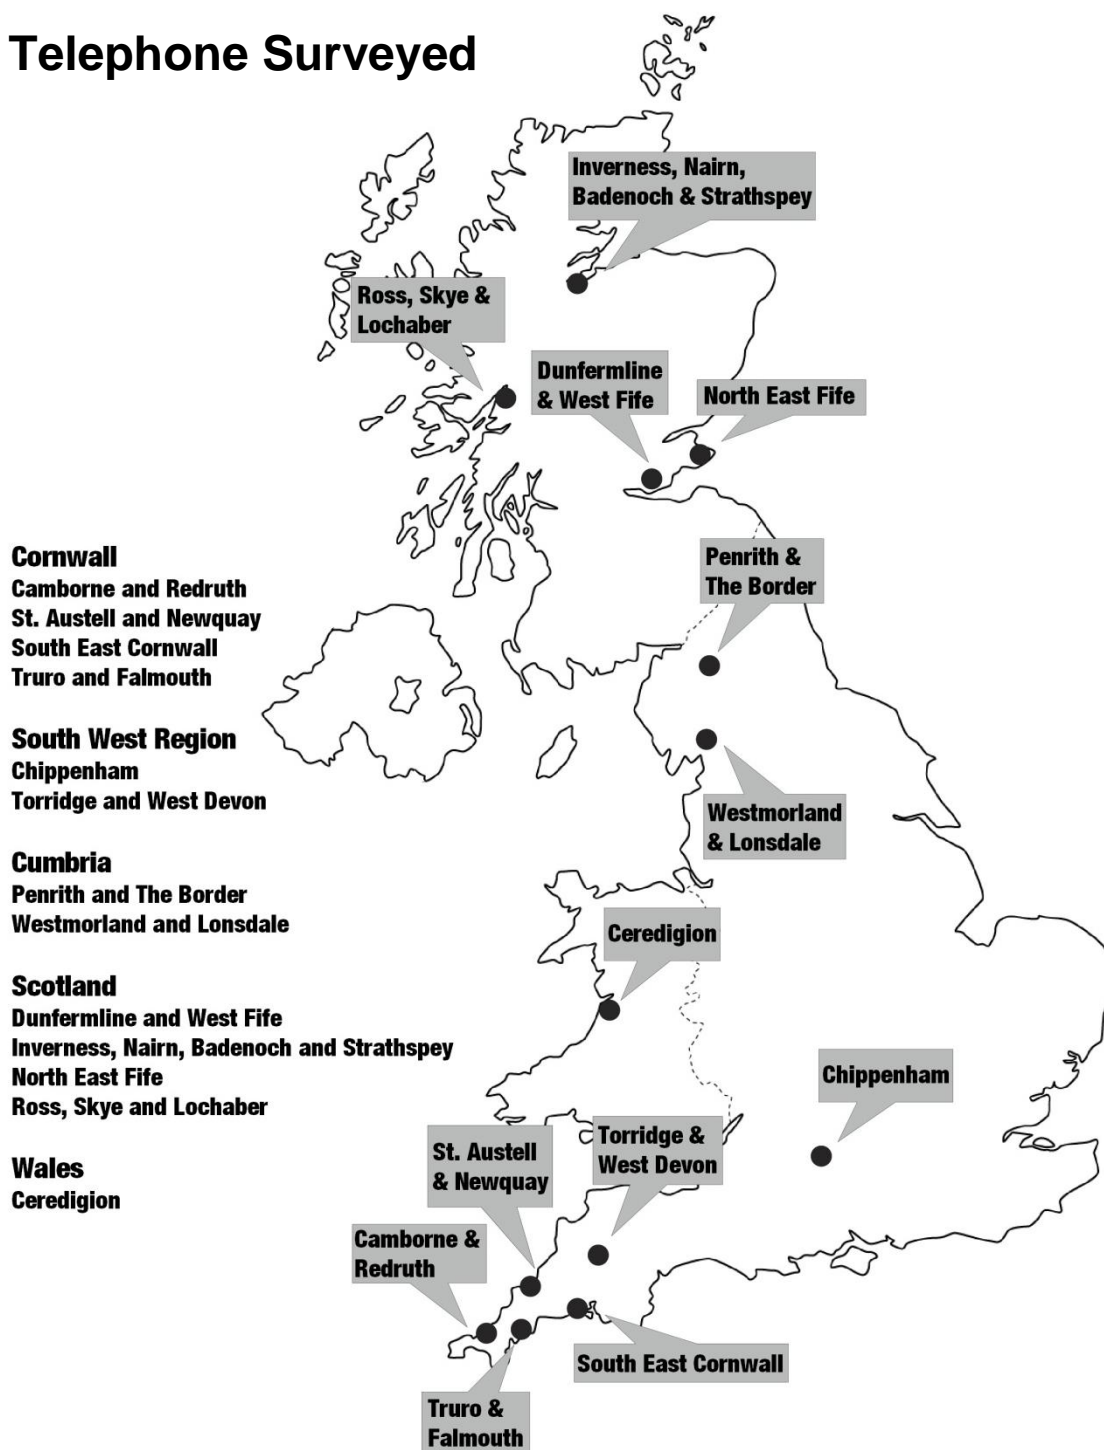 Telephone Surveyed
Inverness, Nairn,
Badenoch & Strathspey
Ross, Skye &
Lochaber
Dunfermline
& West Fife
North East Fife
Penrith &
The Border
Westmorland
& Lonsdale
Ceredigion
Chippenham
Torridge &
West Devon
St. Austell
& Newquay
Camborne &
Redruth
South East Cornwall
Truro &
Falmouth
Cornwall
Camborne and Redruth
St. Austell and Newquay
South East Cornwall
Truro and Falmouth
South West Region
Chippenham
Torridge and West Devon
Cumbria
Penrith and The Border
Westmorland and Lonsdale
Scotland
Dunfermline and West Fife
Inverness, Nairn, Badenoch and Strathspey
North East Fife
Ross, Skye and Lochaber
Wales
Ceredigion